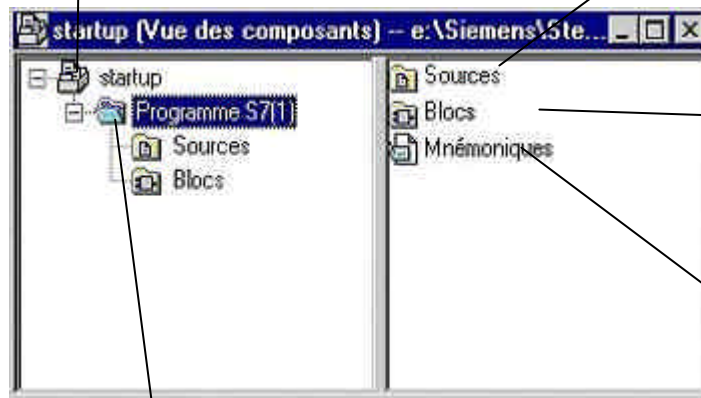 startup (Vue des composants) -- e:\Siemens\Ste...
startup
Programme S7(1)
Sources
Blocs
Sources
Blocs
Mnémoniques